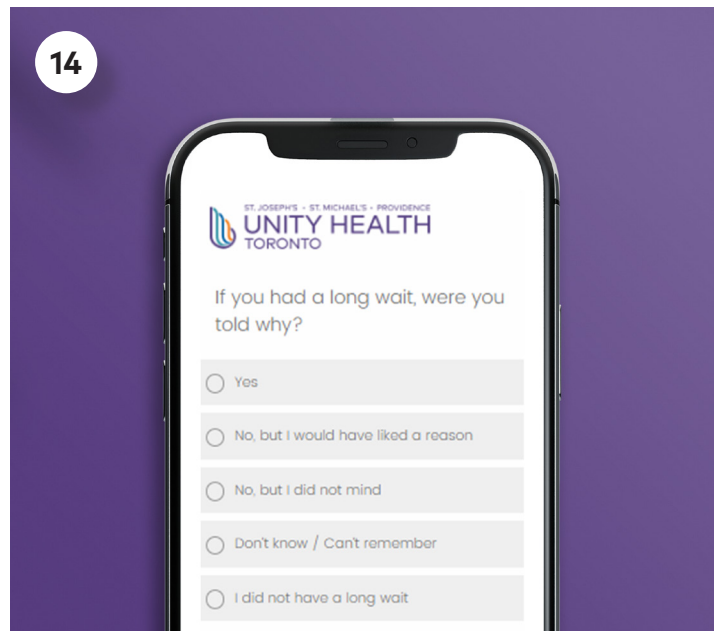 14
ST. JOSEPH'S - ST. MICHAEL'S - PROVIDENCE
UNITY HEALTH
TORONTO
If you had a long wait, were you
told why?
Yes
No, but I would have liked a reason
No, but I did not mind
Don't know / Can't remember
I did not have a long wait